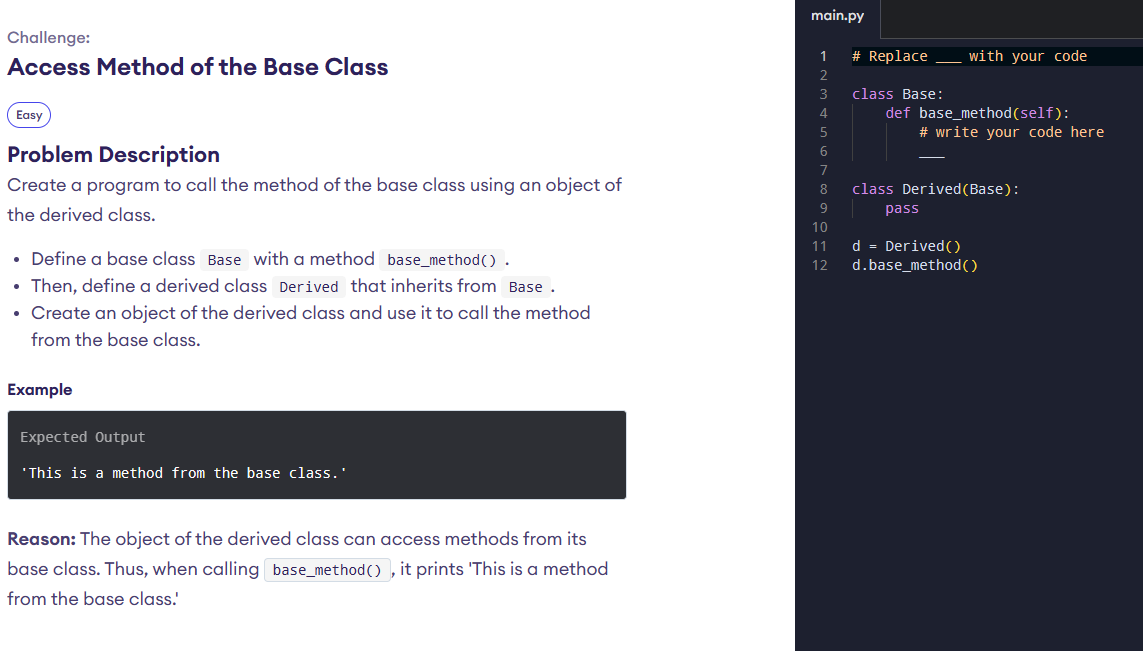 Challenge:
Access Method of the Base Class
Easy
Problem Description
Create a program to call the method of the base class using an object of
the derived class.
• Define a base class Base with a method base_method() .
• Then, define a derived class Derived that inherits from Base .
• Create an object of the derived class and use it to call the method
from the base class.
Example
Expected Output
'This is a method from the base class.'
Reason: The object of the derived class can access methods from its
base class. Thus, when calling base_method() , it prints 'This is a method
from the base class.'
main.py
1 # Replace ___ with your code
2
3 class Base:
4     def base_method(self):
5         # write your code here
6         ___
7
8 class Derived(Base):
9     pass
10
11 d = Derived()
12 d.base_method()